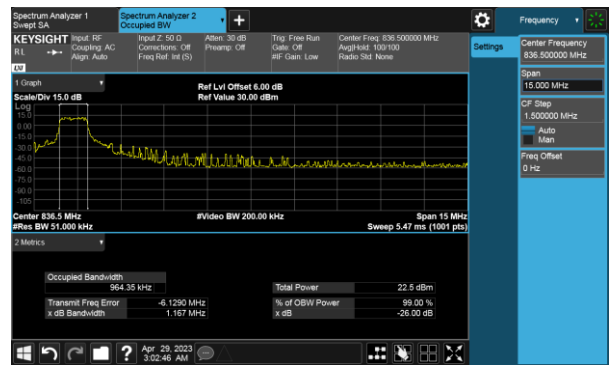 Spectrum Analyzer 1
Swept SA
Spectrum Analyzer 2
Occupied BW
+
Frequency
KEYSIGHT
RL
LXI
Input: RF
Coupling: AC
Align: Auto
Input Z: 50 Ω
Corrections: Off
Freq Ref: Int (S)
Atten: 30 dB
Preamp: Off
Trig: Free Run
Gate: Off
#IF Gain: Low
Center Freq: 836.500000 MHz
Avg|Hold: 100/100
Radio Std: None
Settings
Center Frequency
836.500000 MHz
Span
15.000 MHz
CF Step
1.500000 MHz
Auto
Man
Freq Offset
0 Hz
1 Graph
Scale/Div 15.0 dB
Ref Lvl Offset 6.00 dB
Ref Value 30.00 dBm
Log
15.0
0.00
-15.0
-30.0
-45.0
-60.0
-75.0
-90.0
-105
Center 836.5 MHz
#Res BW 51.000 kHz
#Video BW 200.00 kHz
Span 15 MHz
Sweep 5.47 ms (1001 pts)
2 Metrics
Occupied Bandwidth
964.35 kHz
Total Power 22.5 dBm
Transmit Freq Error -6.1290 MHz
% of OBW Power 99.00 %
x dB Bandwidth 1.167 MHz
x dB -26.00 dB
?
Apr 29, 2023
3:02:46 AM